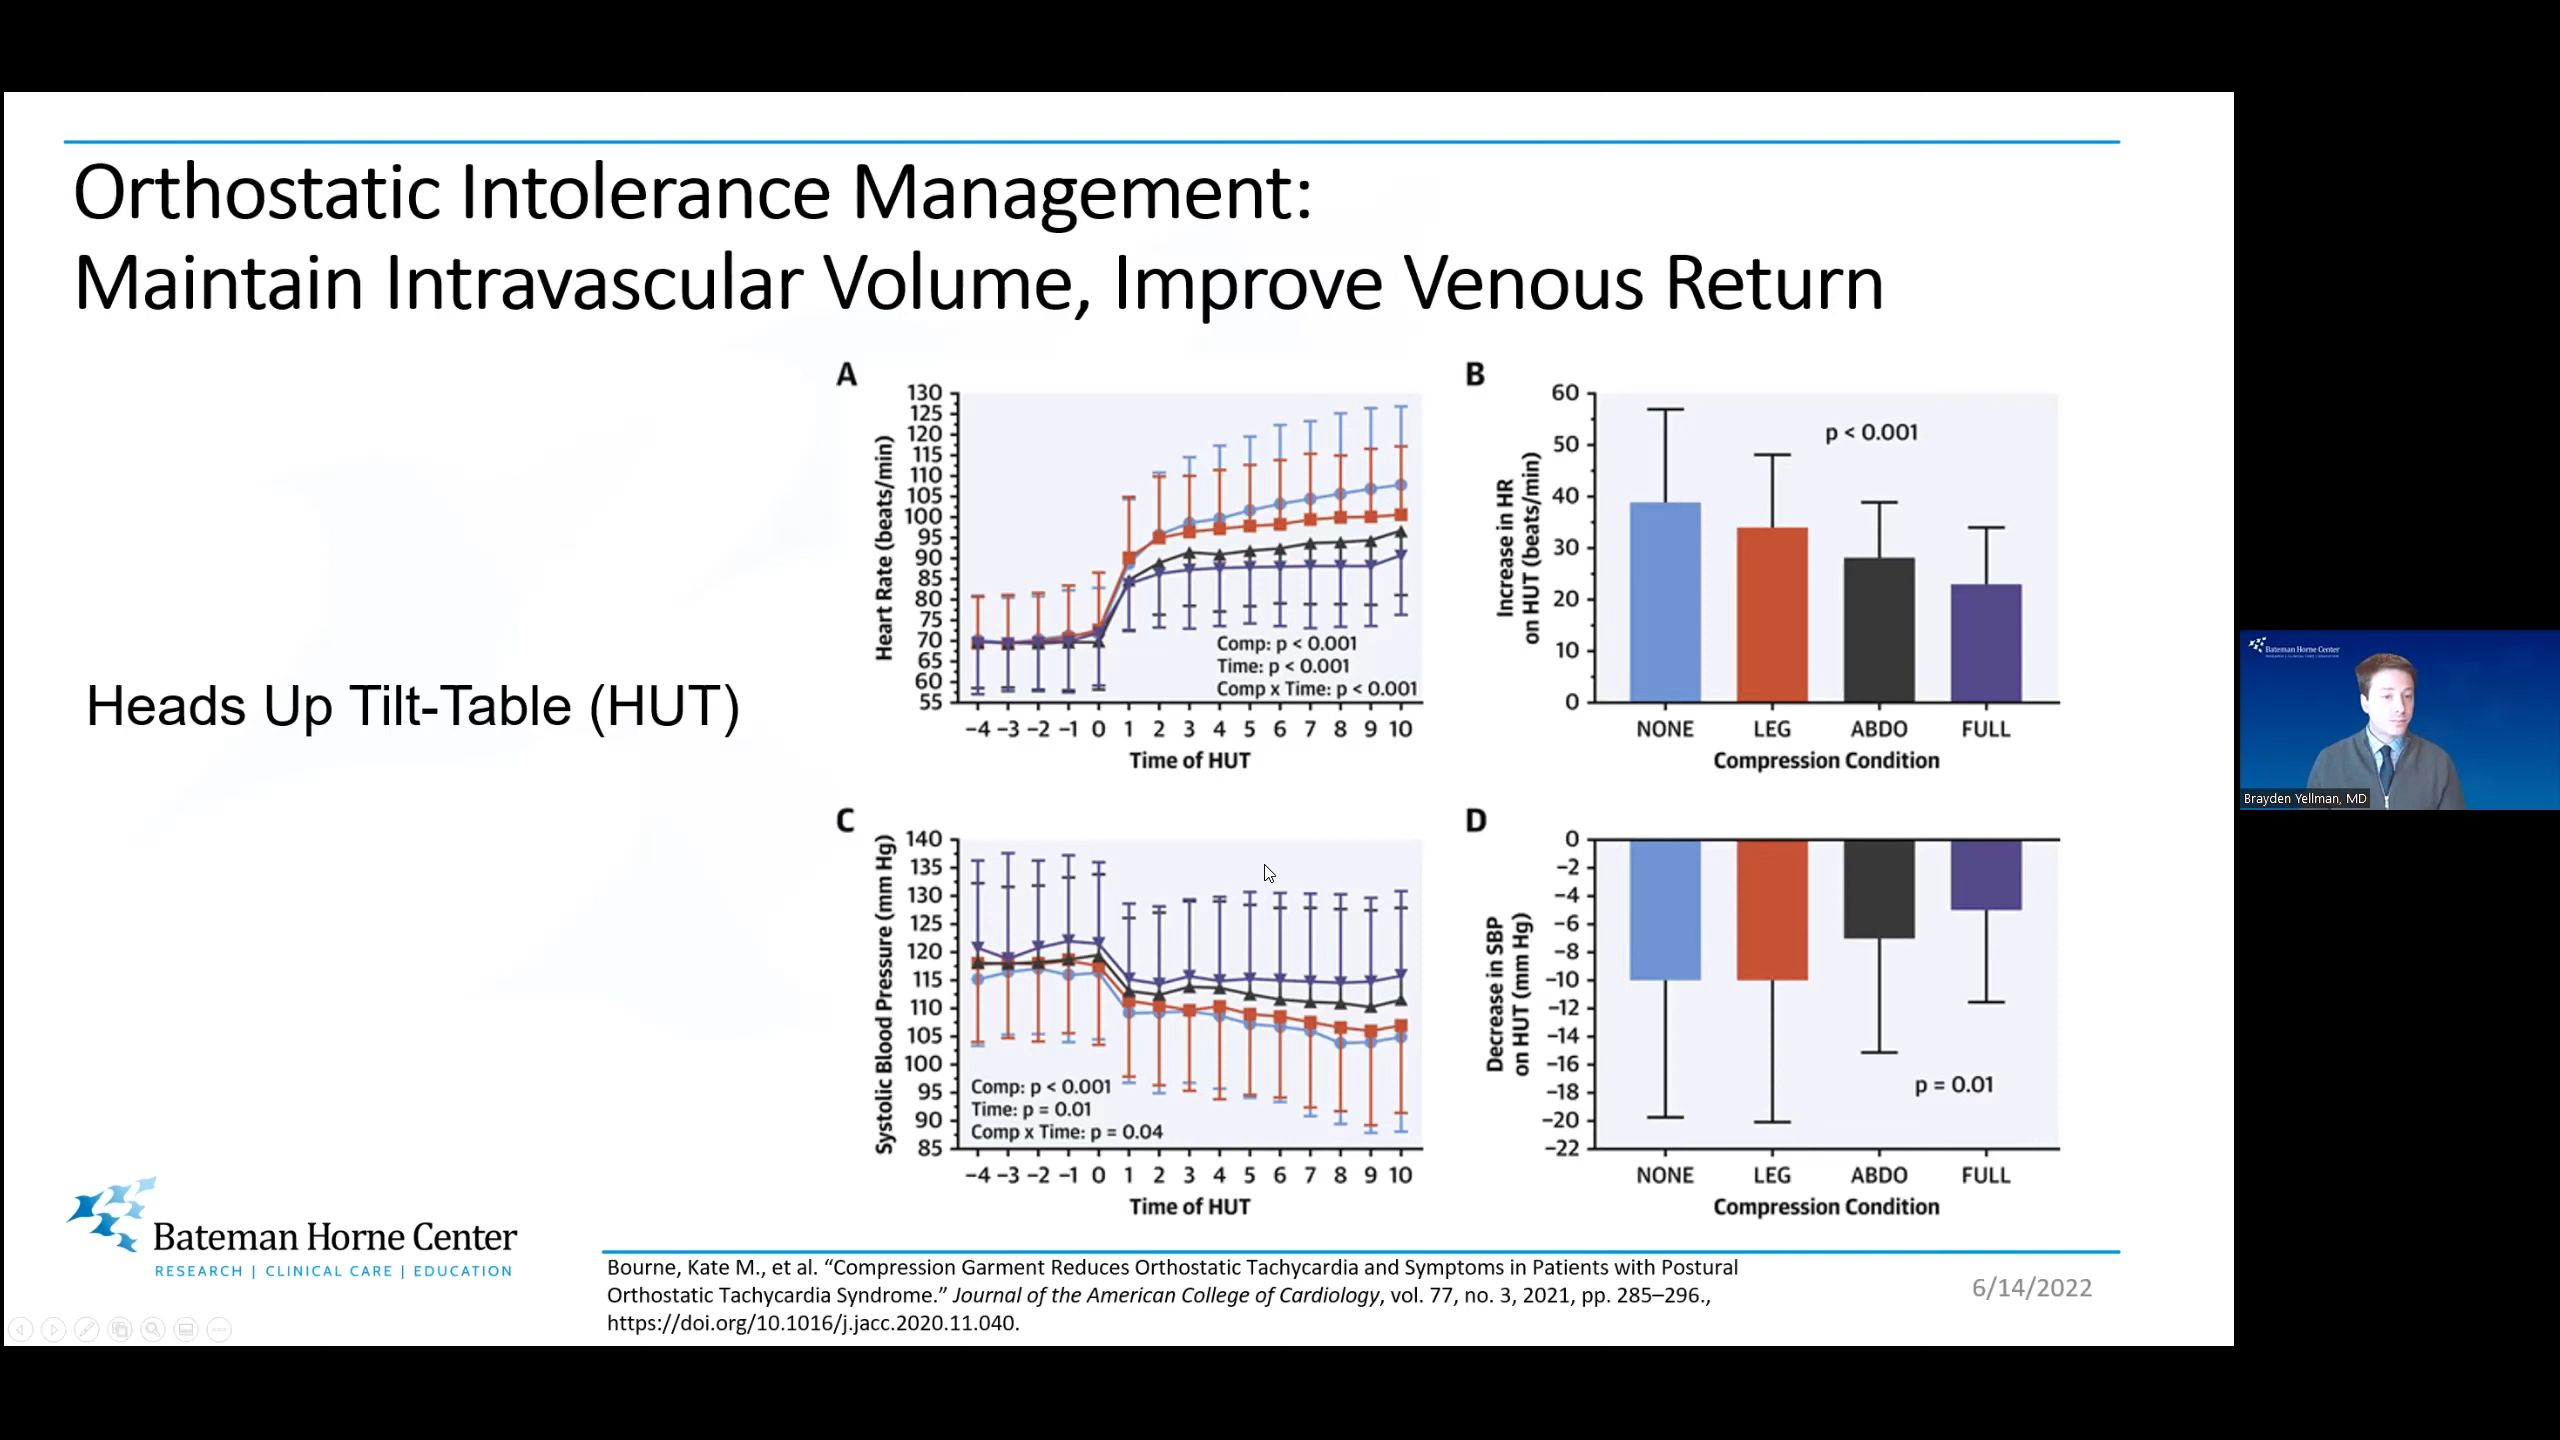 Orthostatic Intolerance Management:
Maintain Intravascular Volume, Improve Venous Return
Heads Up Tilt-Table (HUT)
A
130
125
120
115
110
105
100
95
90
85
80
75
70
65
60
55
Heart Rate (beats/min)
Comp: p < 0.001
Time: p < 0.001
Comp x Time: p < 0.001
−4 −3 −2 −1 0 1 2 3 4 5 6 7 8 9 10
Time of HUT
B
60
50
40
30
20
10
0
Increase in HR
on HUT (beats/min)
p < 0.001
NONE LEG ABDO FULL
Compression Condition
C
140
135
130
125
120
115
110
105
100
95
90
85
Systolic Blood Pressure (mm Hg)
Comp: p < 0.001
Time: p = 0.01
Comp x Time: p = 0.04
−4 −3 −2 −1 0 1 2 3 4 5 6 7 8 9 10
Time of HUT
D
0
−2
−4
−6
−8
−10
−12
−14
−16
−18
−20
−22
Decrease in SBP
on HUT (mm Hg)
p = 0.01
NONE LEG ABDO FULL
Compression Condition
Bateman Horne Center
RESEARCH | CLINICAL CARE | EDUCATION
Bourne, Kate M., et al. “Compression Garment Reduces Orthostatic Tachycardia and Symptoms in Patients with Postural
Orthostatic Tachycardia Syndrome.” Journal of the American College of Cardiology, vol. 77, no. 3, 2021, pp. 285–296.,
https://doi.org/10.1016/j.jacc.2020.11.040.
6/14/2022
Bateman Horne Center
RESEARCH | CLINICAL CARE | EDUCATION
Brayden Yellman, MD